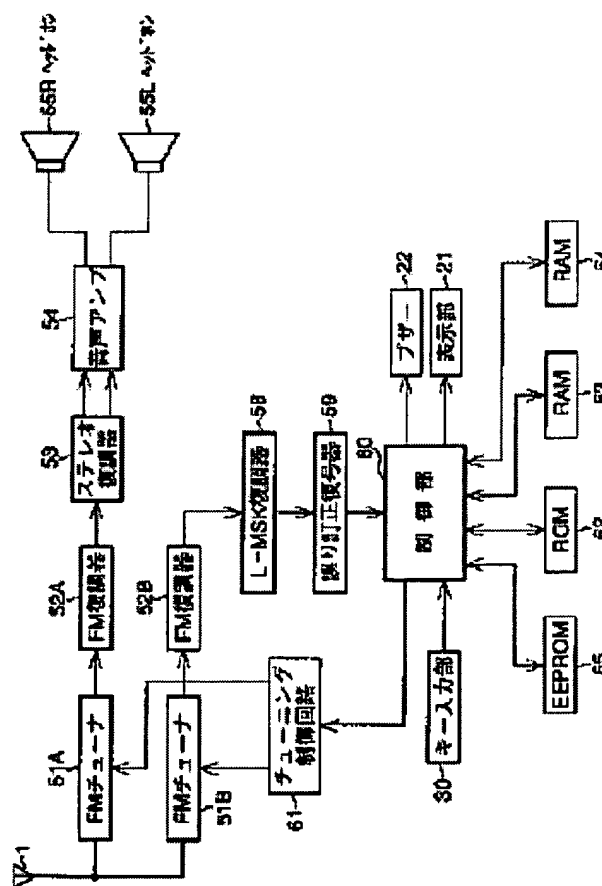 1
51A
FMチューナ
52A
FM復調器
53
ステレオ
復調器
54
音声アンプ
55R ヘッドホン
55L ヘッドホン
FMチューナ
51B
52B
FM復調器
チューニング
制御回路
61
L-MSK復調器
58
誤り訂正復号器
59
60
制御部
ブザー
22
表示部
21
キー入力部
EEPROM
65
ROM
RAM
RAM
64